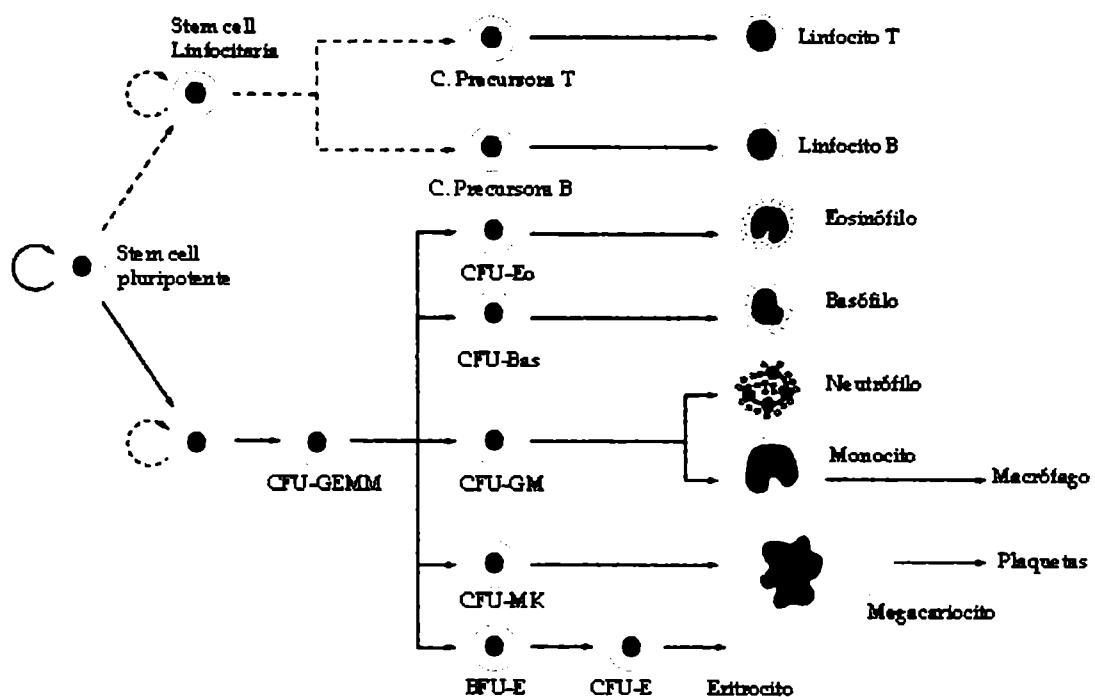 Stem cell
Linfocitaria
C. Precursora T
Linfocito T
C. Precursora B
Linfocito B
Stem cell
pluripotente
CFU-Eo
Eosinófilo
CFU-Bas
Basófilo
CFU-GEMM
CFU-GM
Neutrófilo
Monocito
Macrófago
CFU-MK
Megacariocito
Plaquetas
BFU-E
CFU-E
Eritrocito